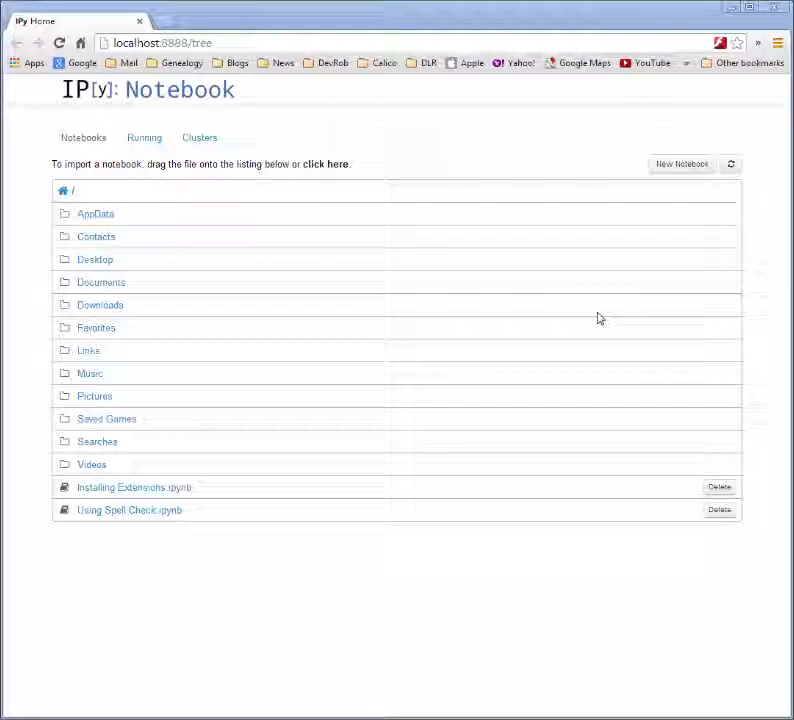 IPy Home
localhost:8888/tree
Apps Google Mail Genealogy Blogs News DevRob Calico DLR Apple Yahoo! Google Maps YouTube » Other bookmarks
IP[y]: Notebook
Notebooks Running Clusters
To import a notebook, drag the file onto the listing below or click here. New Notebook
/
AppData
Contacts
Desktop
Documents
Downloads
Favorites
Links
Music
Pictures
Saved Games
Searches
Videos
Installing Extensions.ipynb Delete
Using Spell Check.ipynb Delete